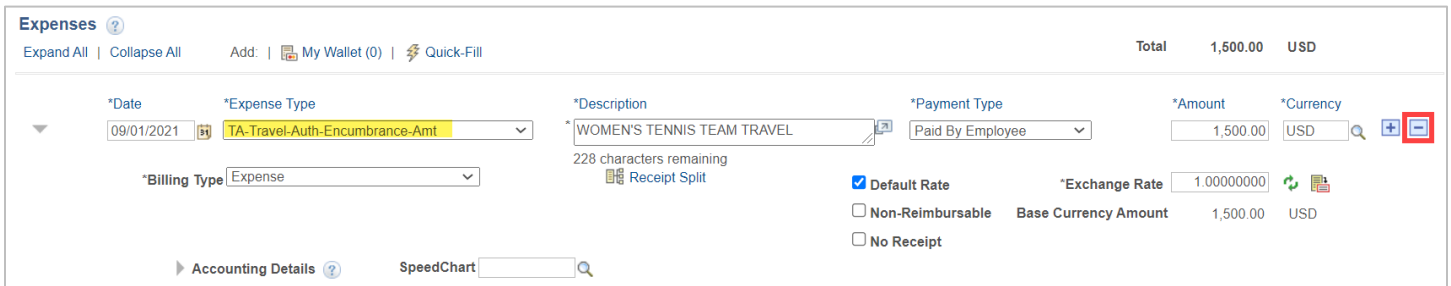 Expenses ?
Expand All | Collapse All Add: | My Wallet (0) | Quick-Fill Total 1,500.00 USD
*Date *Expense Type *Description *Payment Type *Amount *Currency
09/01/2021 31 TA-Travel-Auth-Encumbrance-Amt * WOMEN'S TENNIS TEAM TRAVEL Paid By Employee 1,500.00 USD
228 characters remaining
*Billing Type Expense Receipt Split Default Rate *Exchange Rate 1.00000000
Non-Reimbursable Base Currency Amount 1,500.00 USD
No Receipt
Accounting Details ? SpeedChart